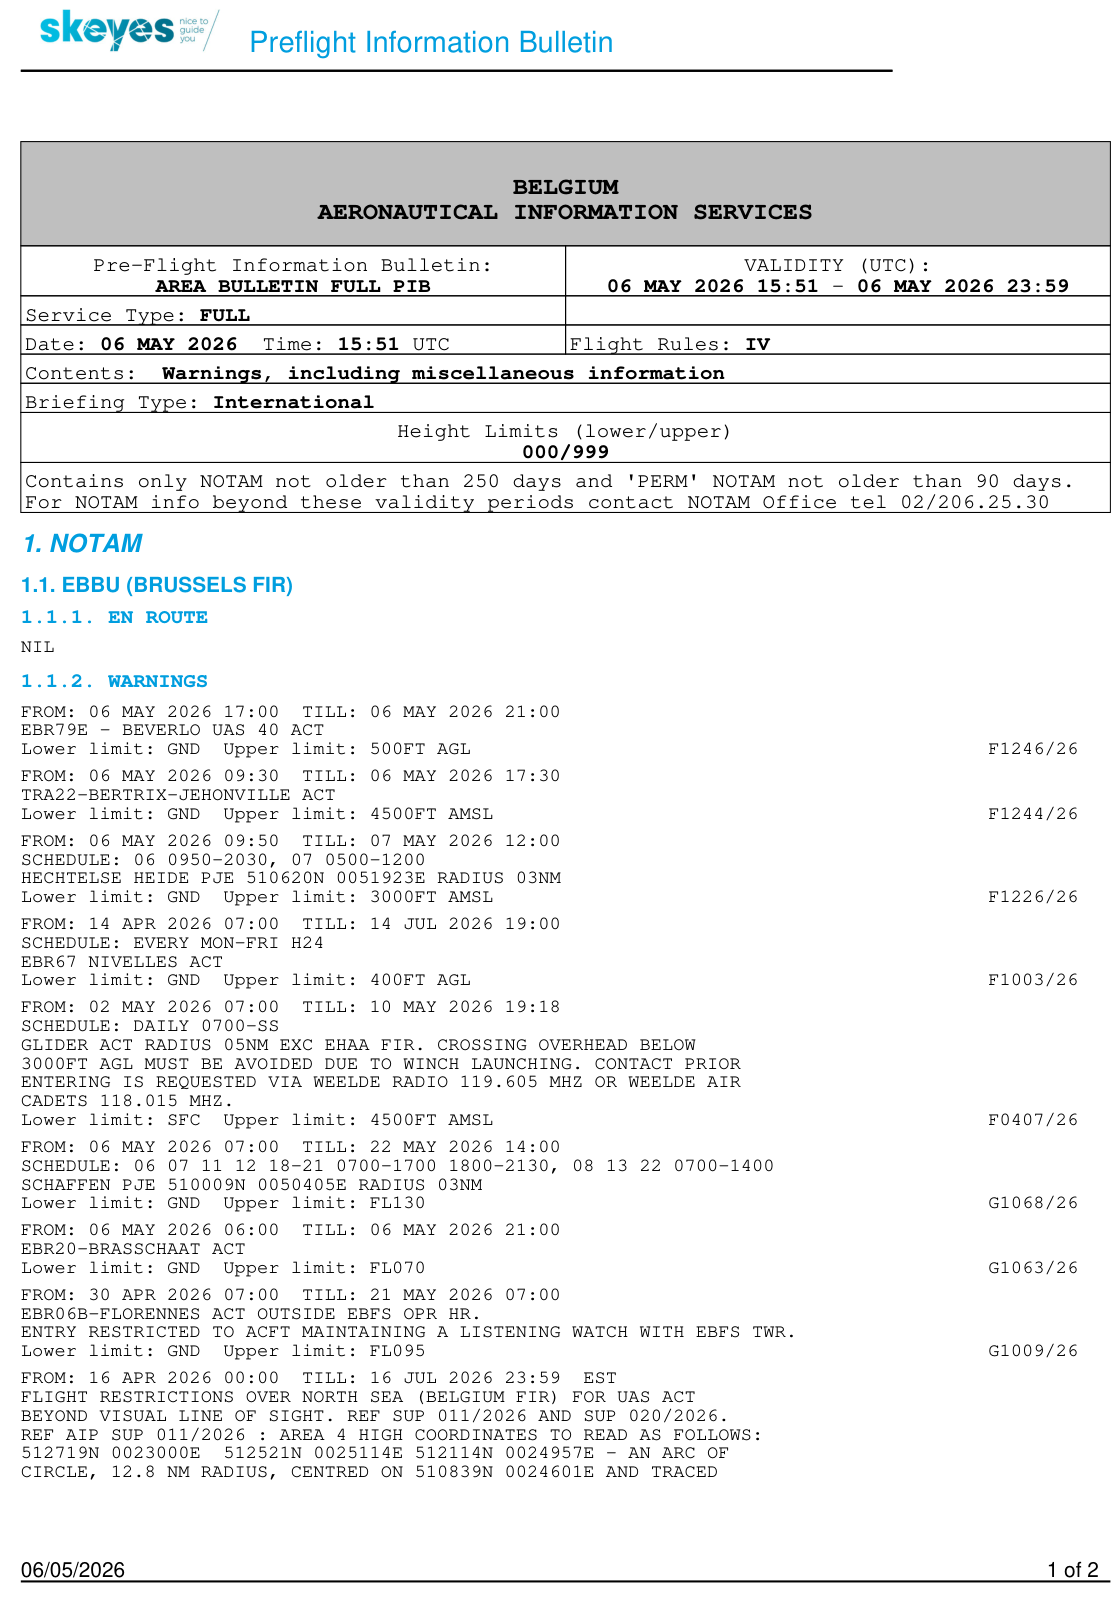 skeyes nice to guide you
Preflight Information Bulletin
BELGIUM
AERONAUTICAL INFORMATION SERVICES
Pre-Flight Information Bulletin:
AREA BULLETIN FULL PIB
VALIDITY (UTC):
06 MAY 2026 15:51 - 06 MAY 2026 23:59
Service Type: FULL
Date: 06 MAY 2026  Time: 15:51 UTC
Flight Rules: IV
Contents:  Warnings, including miscellaneous information
Briefing Type: International
Height Limits (lower/upper)
000/999
Contains only NOTAM not older than 250 days and 'PERM' NOTAM not older than 90 days.
For NOTAM info beyond these validity periods contact NOTAM Office tel 02/206.25.30
1. NOTAM
1.1. EBBU (BRUSSELS FIR)
1.1.1. EN ROUTE
NIL
1.1.2. WARNINGS
FROM: 06 MAY 2026 17:00  TILL: 06 MAY 2026 21:00
EBR79E - BEVERLO UAS 40 ACT
Lower limit: GND  Upper limit: 500FT AGL F1246/26
FROM: 06 MAY 2026 09:30  TILL: 06 MAY 2026 17:30
TRA22-BERTRIX-JEHONVILLE ACT
Lower limit: GND  Upper limit: 4500FT AMSL F1244/26
FROM: 06 MAY 2026 09:50  TILL: 07 MAY 2026 12:00
SCHEDULE: 06 0950-2030, 07 0500-1200
HECHTELSE HEIDE PJE 510620N 0051923E RADIUS 03NM
Lower limit: GND  Upper limit: 3000FT AMSL F1226/26
FROM: 14 APR 2026 07:00  TILL: 14 JUL 2026 19:00
SCHEDULE: EVERY MON-FRI H24
EBR67 NIVELLES ACT
Lower limit: GND  Upper limit: 400FT AGL F1003/26
FROM: 02 MAY 2026 07:00  TILL: 10 MAY 2026 19:18
SCHEDULE: DAILY 0700-SS
GLIDER ACT RADIUS 05NM EXC EHAA FIR. CROSSING OVERHEAD BELOW
3000FT AGL MUST BE AVOIDED DUE TO WINCH LAUNCHING. CONTACT PRIOR
ENTERING IS REQUESTED VIA WEELDE RADIO 119.605 MHZ OR WEELDE AIR
CADETS 118.015 MHZ.
Lower limit: SFC  Upper limit: 4500FT AMSL F0407/26
FROM: 06 MAY 2026 07:00  TILL: 22 MAY 2026 14:00
SCHEDULE: 06 07 11 12 18-21 0700-1700 1800-2130, 08 13 22 0700-1400
SCHAFFEN PJE 510009N 0050405E RADIUS 03NM
Lower limit: GND  Upper limit: FL130 G1068/26
FROM: 06 MAY 2026 06:00  TILL: 06 MAY 2026 21:00
EBR20-BRASSCHAAT ACT
Lower limit: GND  Upper limit: FL070 G1063/26
FROM: 30 APR 2026 07:00  TILL: 21 MAY 2026 07:00
EBR06B-FLORENNES ACT OUTSIDE EBFS OPR HR.
ENTRY RESTRICTED TO ACFT MAINTAINING A LISTENING WATCH WITH EBFS TWR.
Lower limit: GND  Upper limit: FL095 G1009/26
FROM: 16 APR 2026 00:00  TILL: 16 JUL 2026 23:59  EST
FLIGHT RESTRICTIONS OVER NORTH SEA (BELGIUM FIR) FOR UAS ACT
BEYOND VISUAL LINE OF SIGHT. REF SUP 011/2026 AND SUP 020/2026.
REF AIP SUP 011/2026 : AREA 4 HIGH COORDINATES TO READ AS FOLLOWS:
512719N 0023000E  512521N 0025114E 512114N 0024957E - AN ARC OF
CIRCLE, 12.8 NM RADIUS, CENTRED ON 510839N 0024601E AND TRACED
06/05/2026
1 of 2